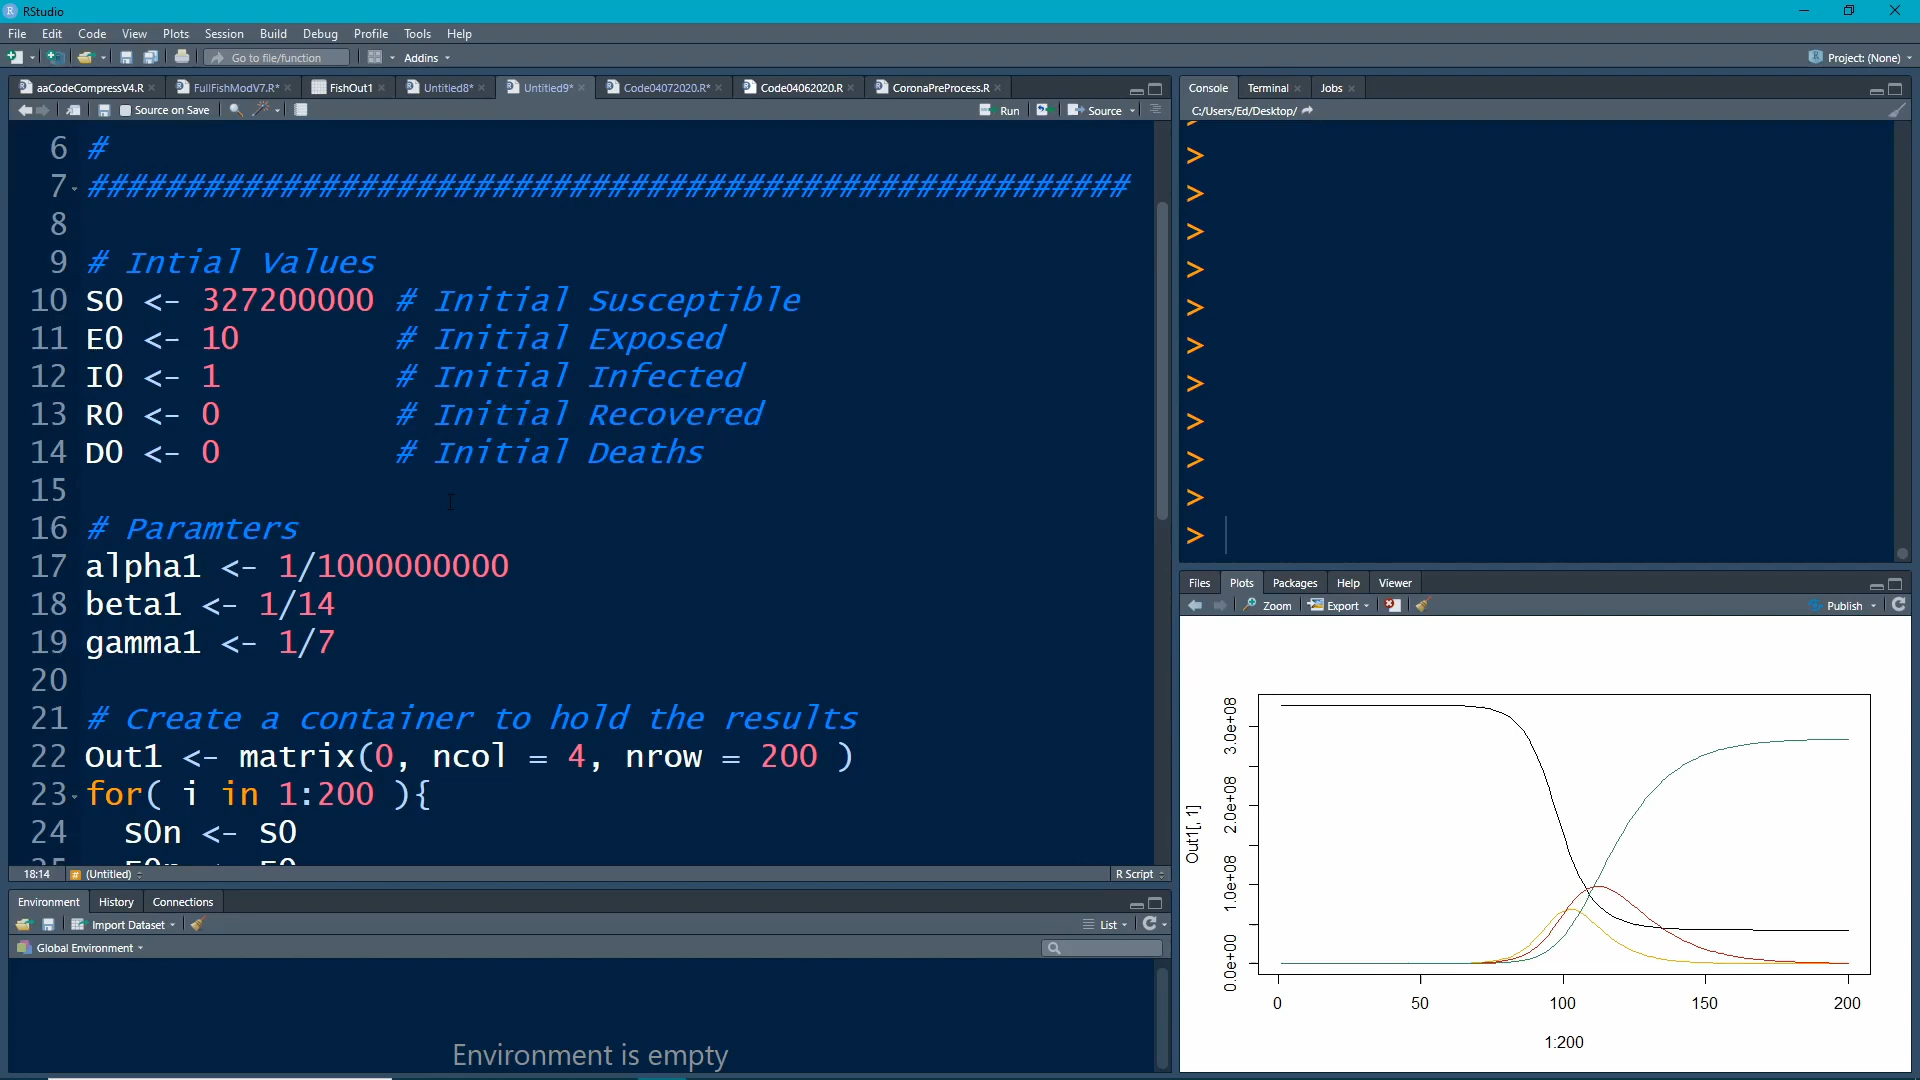 RStudio
File Edit Code View Plots Session Build Debug Profile Tools Help
Go to file/function Addins Project: (None)
aaCodeCompressV4.R FullFishModV7.R* FishOut1 Untitled8* Untitled9* Code04072020.R* Code04062020.R CoronaPreProcess.R
Source on Save Run Source
6 #
7 ######################################################
8
9 # Intial Values
10 S0 <- 327200000 # Initial Susceptible
11 E0 <- 10 # Initial Exposed
12 I0 <- 1 # Initial Infected
13 R0 <- 0 # Initial Recovered
14 D0 <- 0 # Initial Deaths
15
16 # Paramters
17 alpha1 <- 1/1000000000
18 beta1 <- 1/14
19 gamma1 <- 1/7
20
21 # Create a container to hold the results
22 Out1 <- matrix(0, ncol = 4, nrow = 200 )
23 for( i in 1:200 ){
24 S0n <- S0
18:14 # (Untitled) R Script
Environment History Connections
Import Dataset List
Global Environment
Environment is empty
Console Terminal Jobs
C:/Users/Ed/Desktop/
>
>
>
>
>
>
>
>
>
>
>
Files Plots Packages Help Viewer
Zoom Export Publish
Out1[, 1]
3.0e+08
2.0e+08
1.0e+08
0.0e+00
0 50 100 150 200
1:200